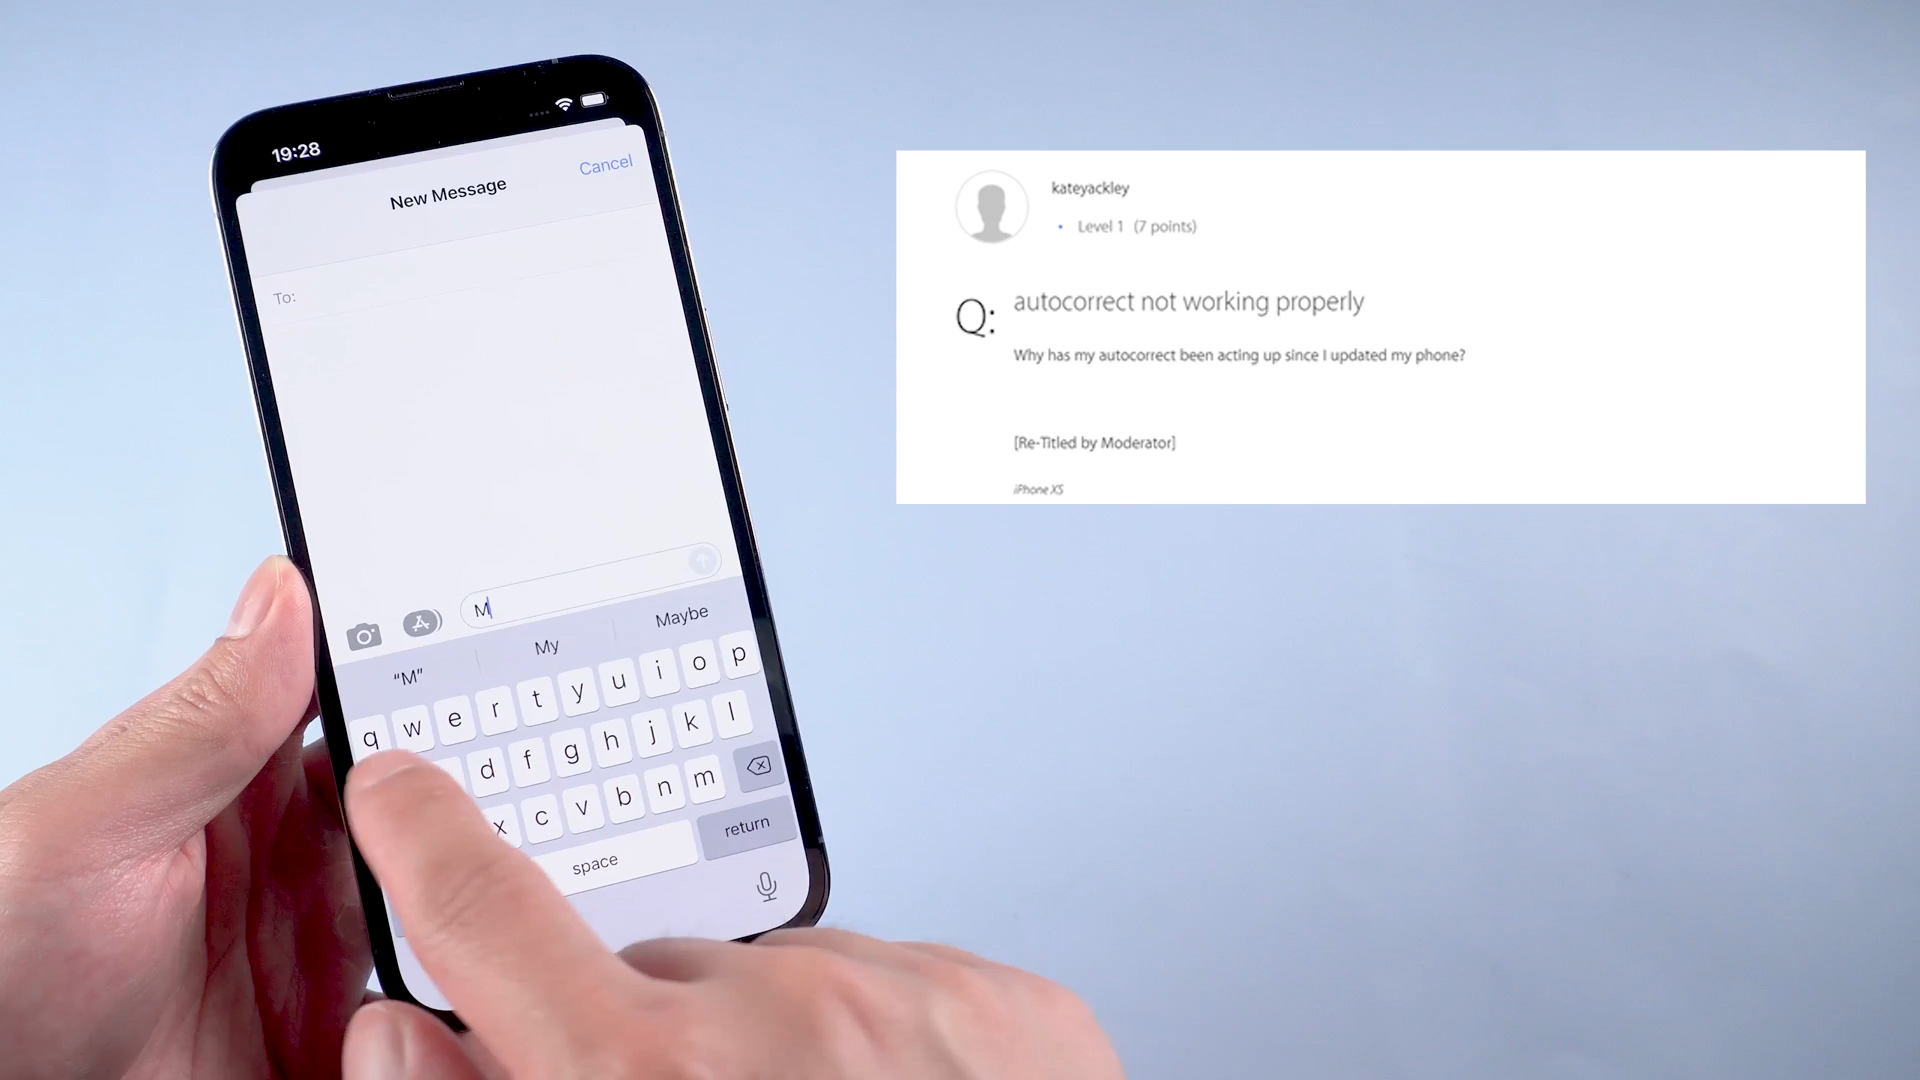 19:28
Cancel
New Message
To:
M
"M" My Maybe
q w e r t y u i o p
d f g h j k l
x c v b n m
space return
kateyackley
• Level 1 (7 points)
Q: autocorrect not working properly
Why has my autocorrect been acting up since I updated my phone?
[Re-Titled by Moderator]
iPhone XS